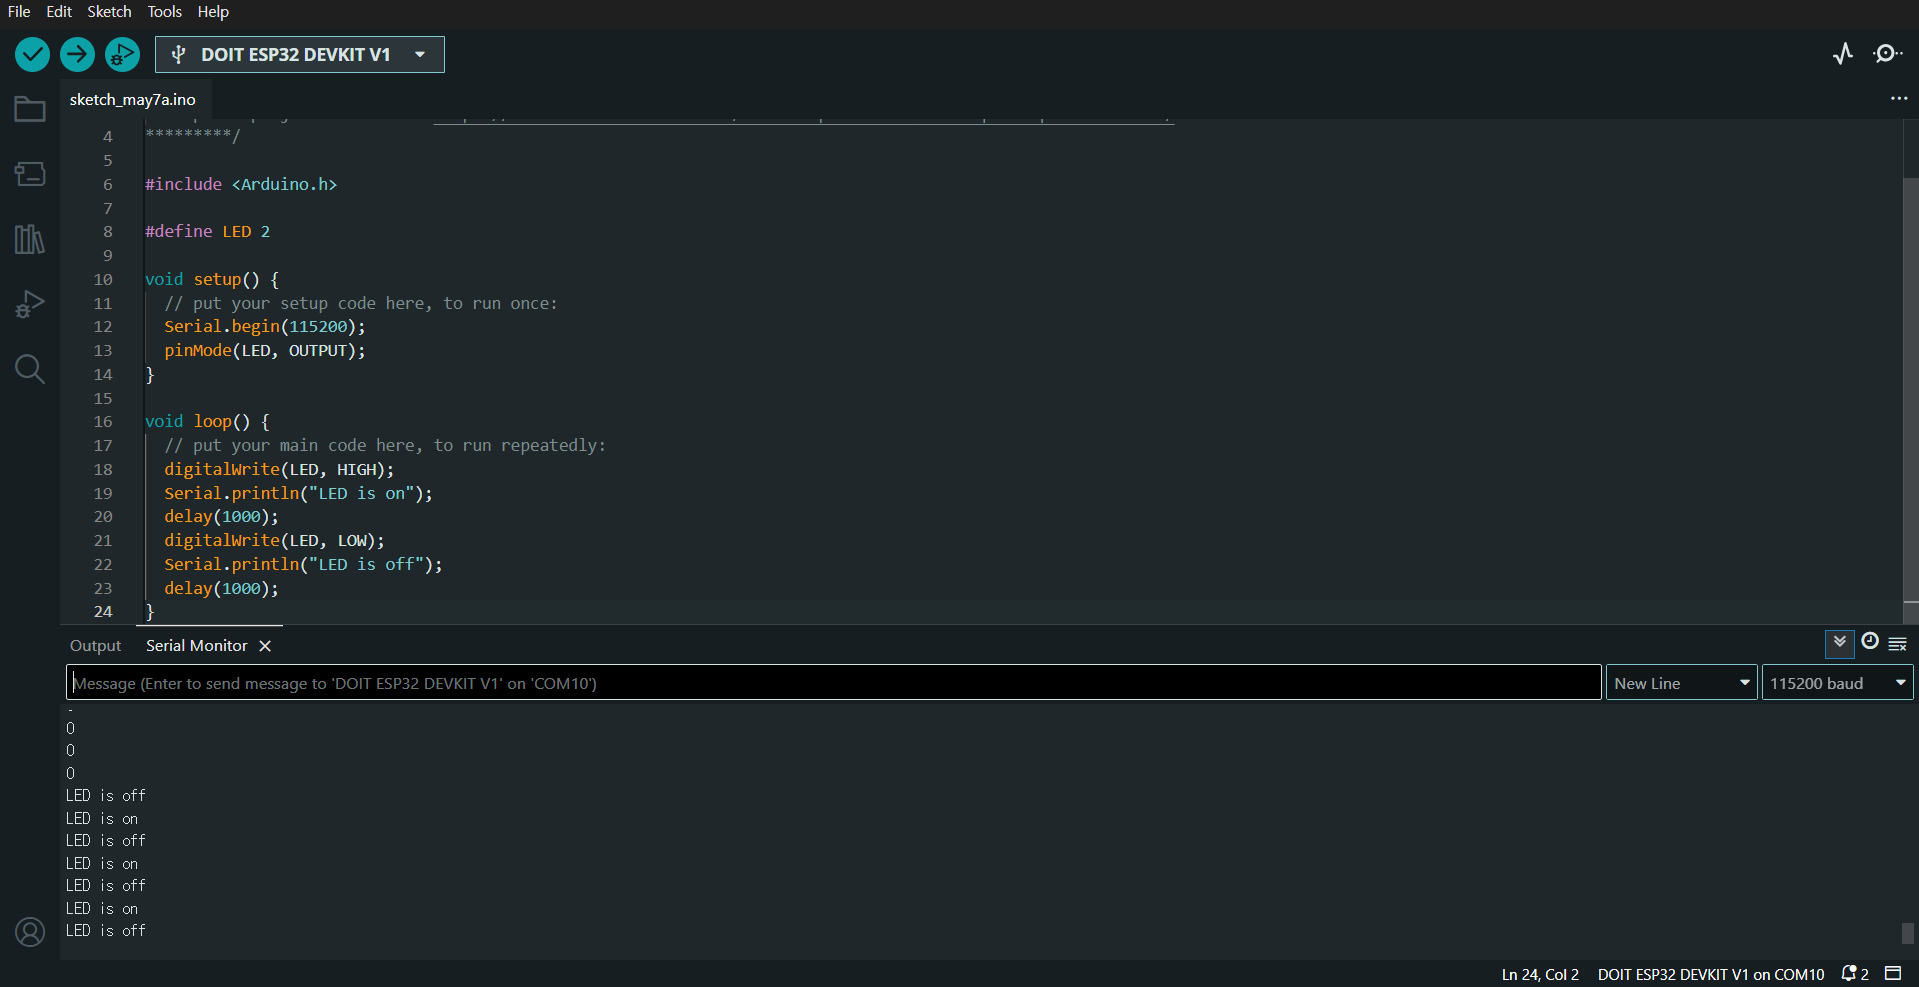 File Edit Sketch Tools Help
DOIT ESP32 DEVKIT V1
sketch_may7a.ino
4 *********/
5
6 #include <Arduino.h>
7
8 #define LED 2
9
10 void setup() {
11 // put your setup code here, to run once:
12 Serial.begin(115200);
13 pinMode(LED, OUTPUT);
14 }
15
16 void loop() {
17 // put your main code here, to run repeatedly:
18 digitalWrite(LED, HIGH);
19 Serial.println("LED is on");
20 delay(1000);
21 digitalWrite(LED, LOW);
22 Serial.println("LED is off");
23 delay(1000);
24 }
Output Serial Monitor
Message (Enter to send message to 'DOIT ESP32 DEVKIT V1' on 'COM10') New Line 115200 baud
0
0
0
LED is off
LED is on
LED is off
LED is on
LED is off
LED is on
LED is off
Ln 24, Col 2 DOIT ESP32 DEVKIT V1 on COM10 2